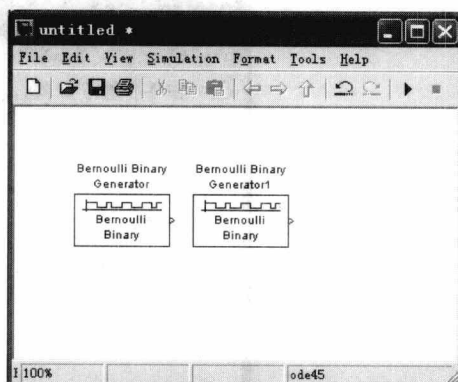 untitled *
File Edit View Simulation Format Tools Help
Bernoulli Binary Generator
Bernoulli Binary
Bernoulli Binary Generator1
Bernoulli Binary
100%
ode45